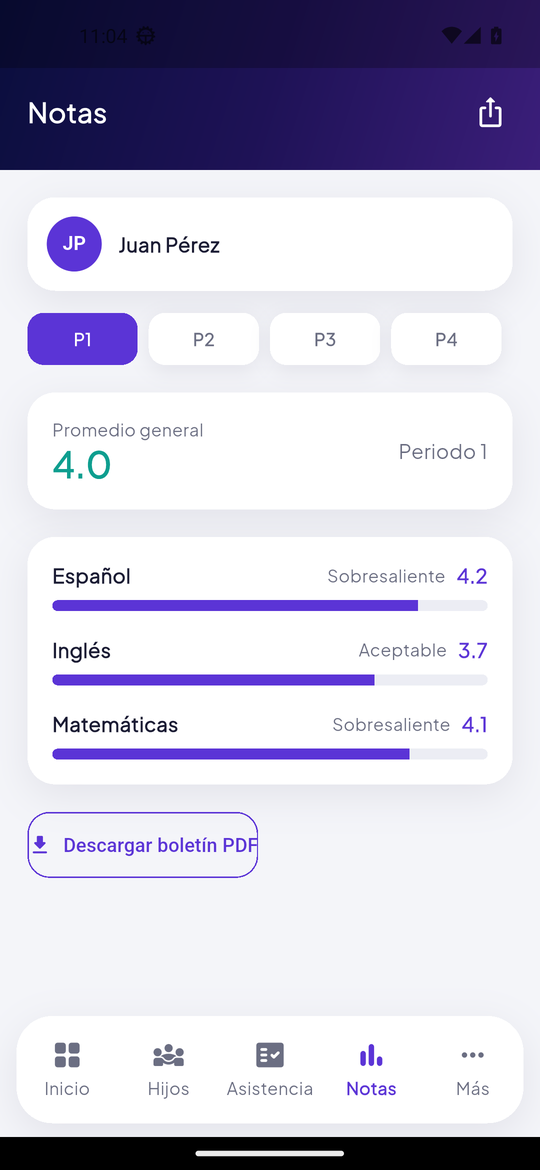 11:04
Notas
JP
Juan Pérez
P1 P2 P3 P4
Promedio general
4.0
Periodo 1
Español Sobresaliente 4.2
Inglés Aceptable 3.7
Matemáticas Sobresaliente 4.1
Descargar boletín PDF
Inicio Hijos Asistencia Notas Más